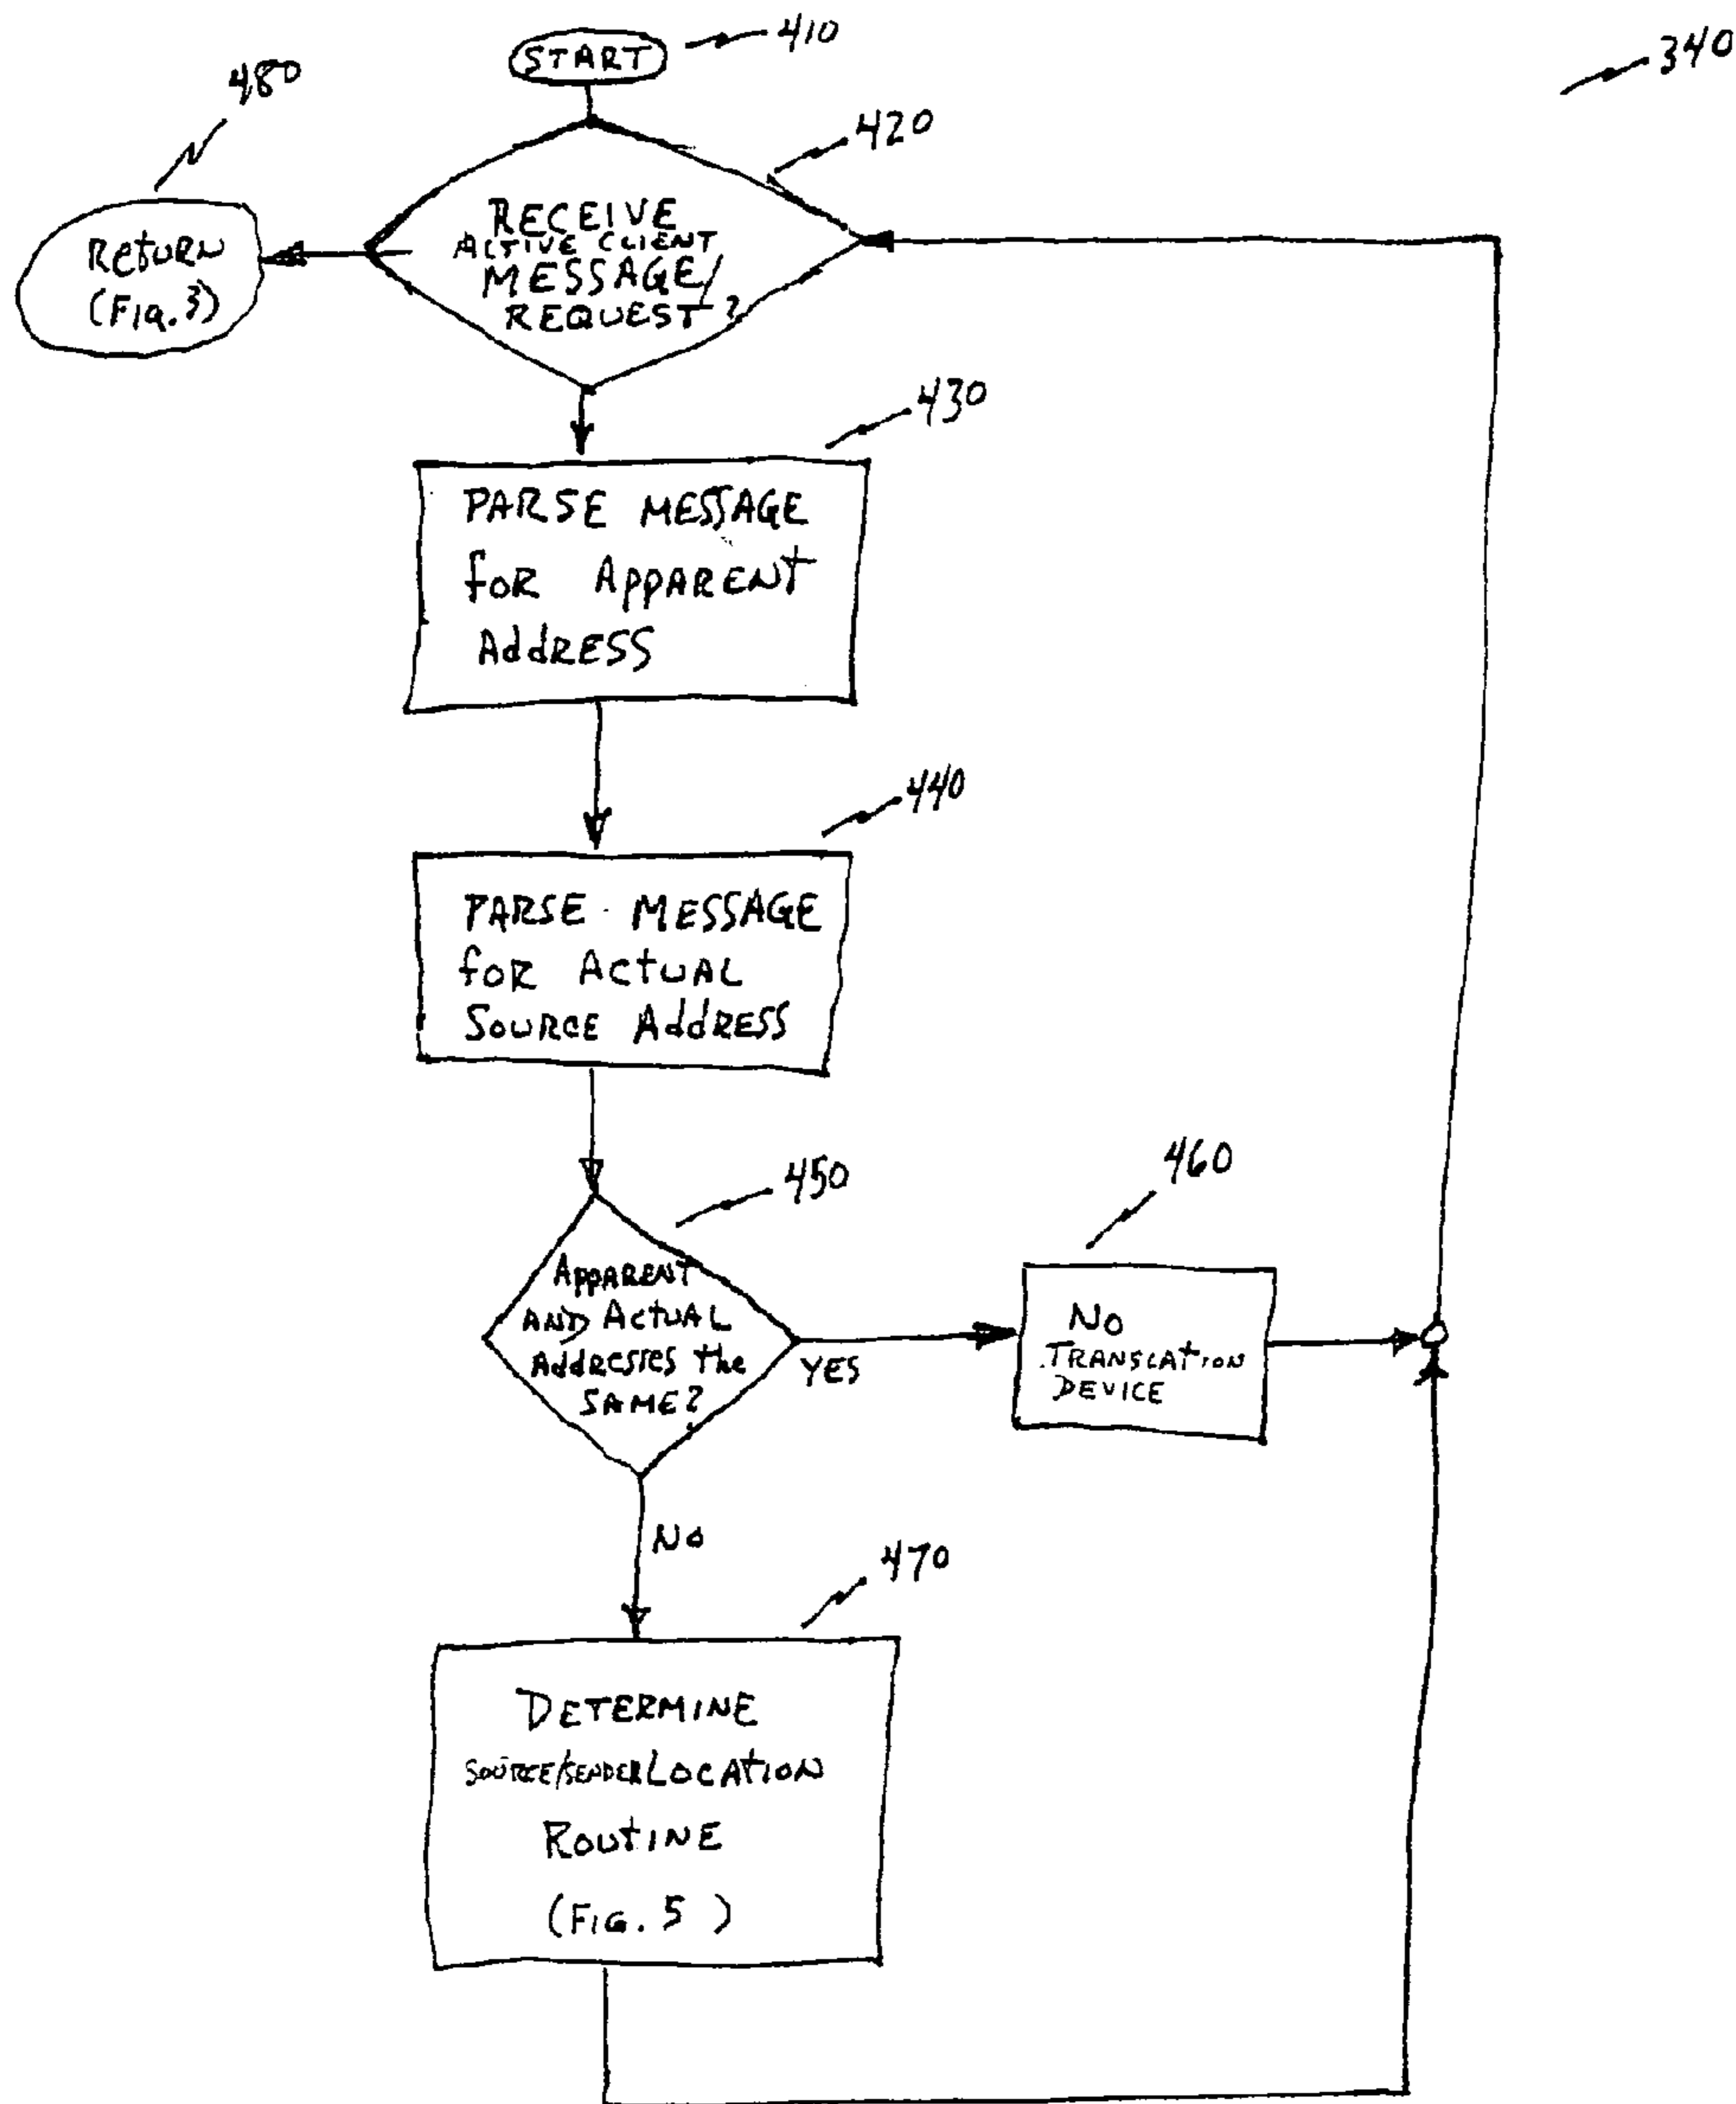 410
START
340
480
420
RETURN
(FIG. 3)
RECEIVE
ACTIVE CLIENT
MESSAGE/
REQUEST?
430
PARSE MESSAGE
for APPARENT
AddRESS
440
PARSE MESSAGE
for ACtUAL
SOURCE AddRESS
450
460
APPARENT
AND ACtUAL
AddRESSES the
SAME?
YES
NO
TRANSLATION
DEVICE
NO
470
DETERMINE
SOURCE/SENDER LOCATION
ROUTINE
(FIG. 5)